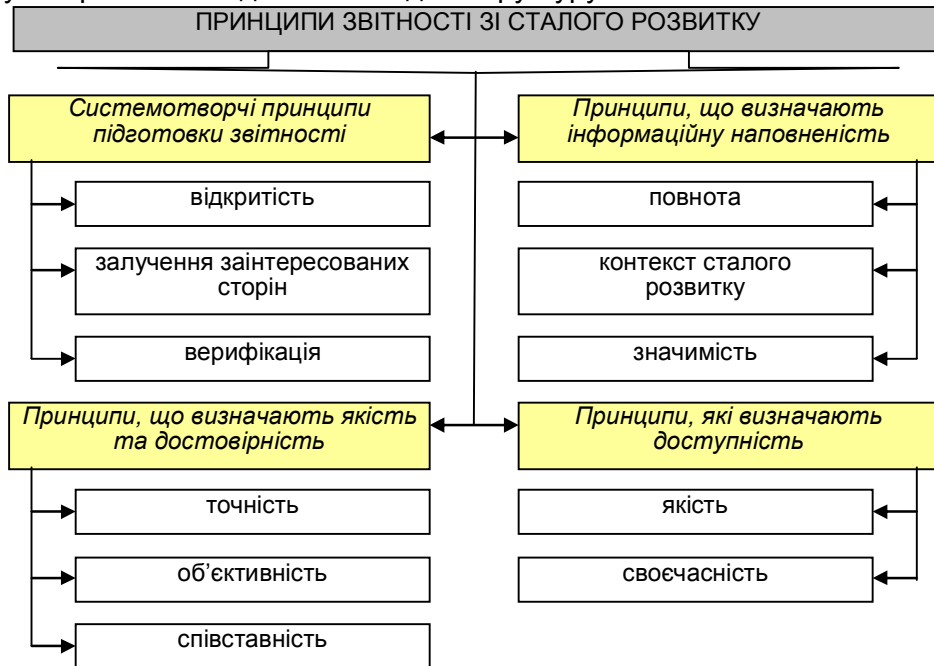 ПРИНЦИПИ ЗВІТНОСТІ ЗІ СТАЛОГО РОЗВИТКУ
Системотворчі принципи
підготовки звітності
відкритість
залучення заінтересованих
сторін
верифікація
Принципи, що визначають
інформаційну наповненість
повнота
контекст сталого
розвитку
значимість
Принципи, що визначають якість
та достовірність
точність
об’єктивність
співставність
Принципи, які визначають
доступність
якість
своєчасність